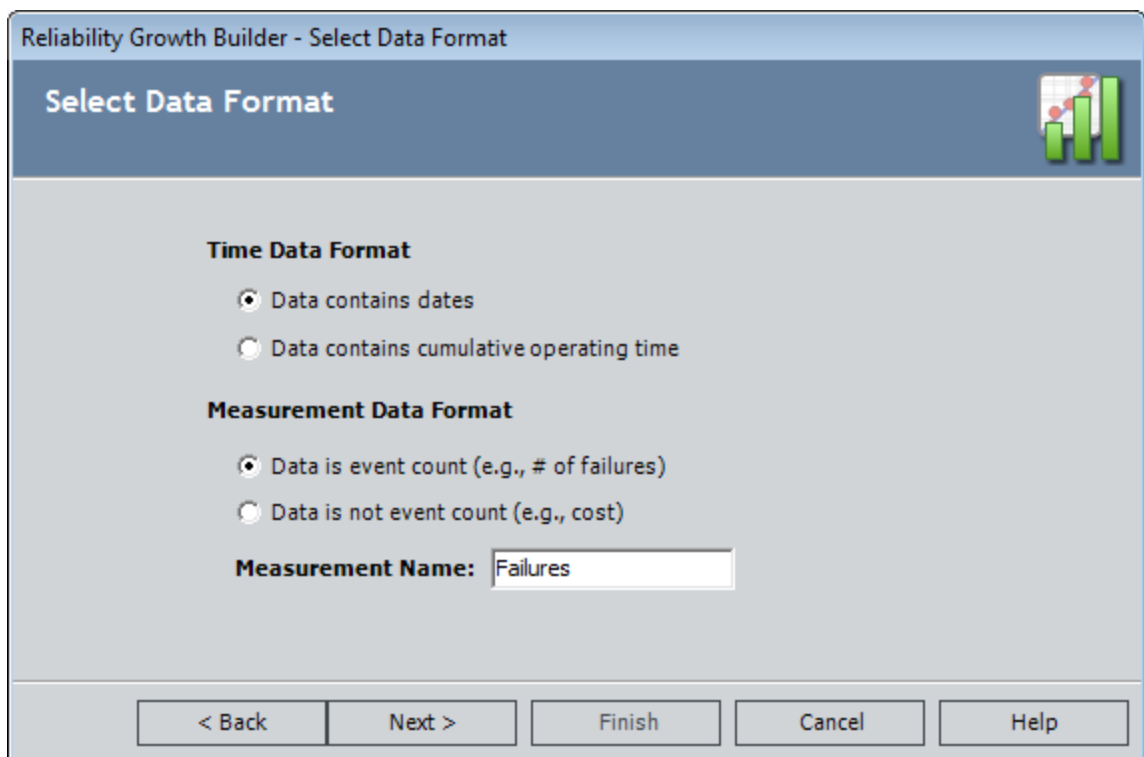 Reliability Growth Builder - Select Data Format
Select Data Format
Time Data Format
Data contains dates
Data contains cumulative operating time
Measurement Data Format
Data is event count (e.g., # of failures)
Data is not event count (e.g., cost)
Measurement Name: Failures
< Back Next > Finish Cancel Help